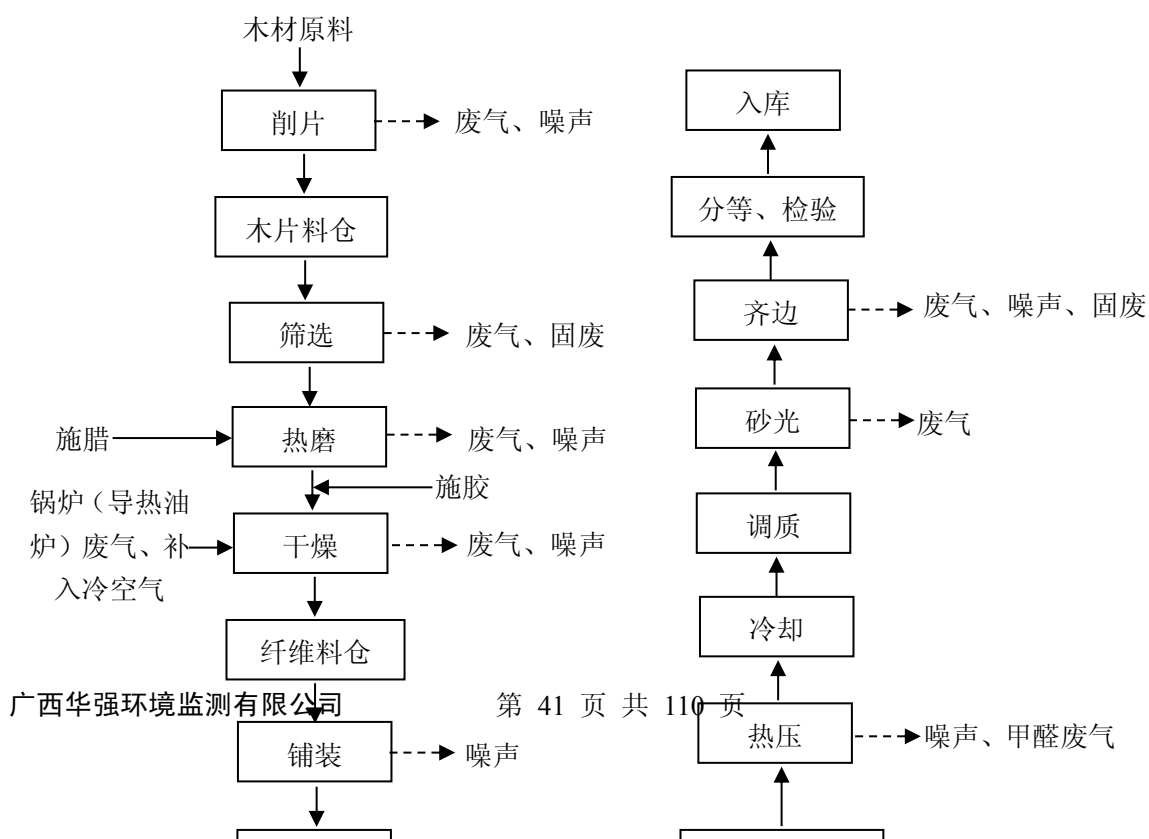 木材原料
削片
废气、噪声
木片料仓
筛选
废气、固废
施腊
热磨
废气、噪声
施胶
锅炉（导热油
炉）废气、补
入冷空气
干燥
废气、噪声
纤维料仓
铺装
噪声
入库
分等、检验
齐边
废气、噪声、固废
砂光
废气
调质
冷却
热压
噪声、甲醛废气
广西华强环境监测有限公司
第 41 页 共 110 页